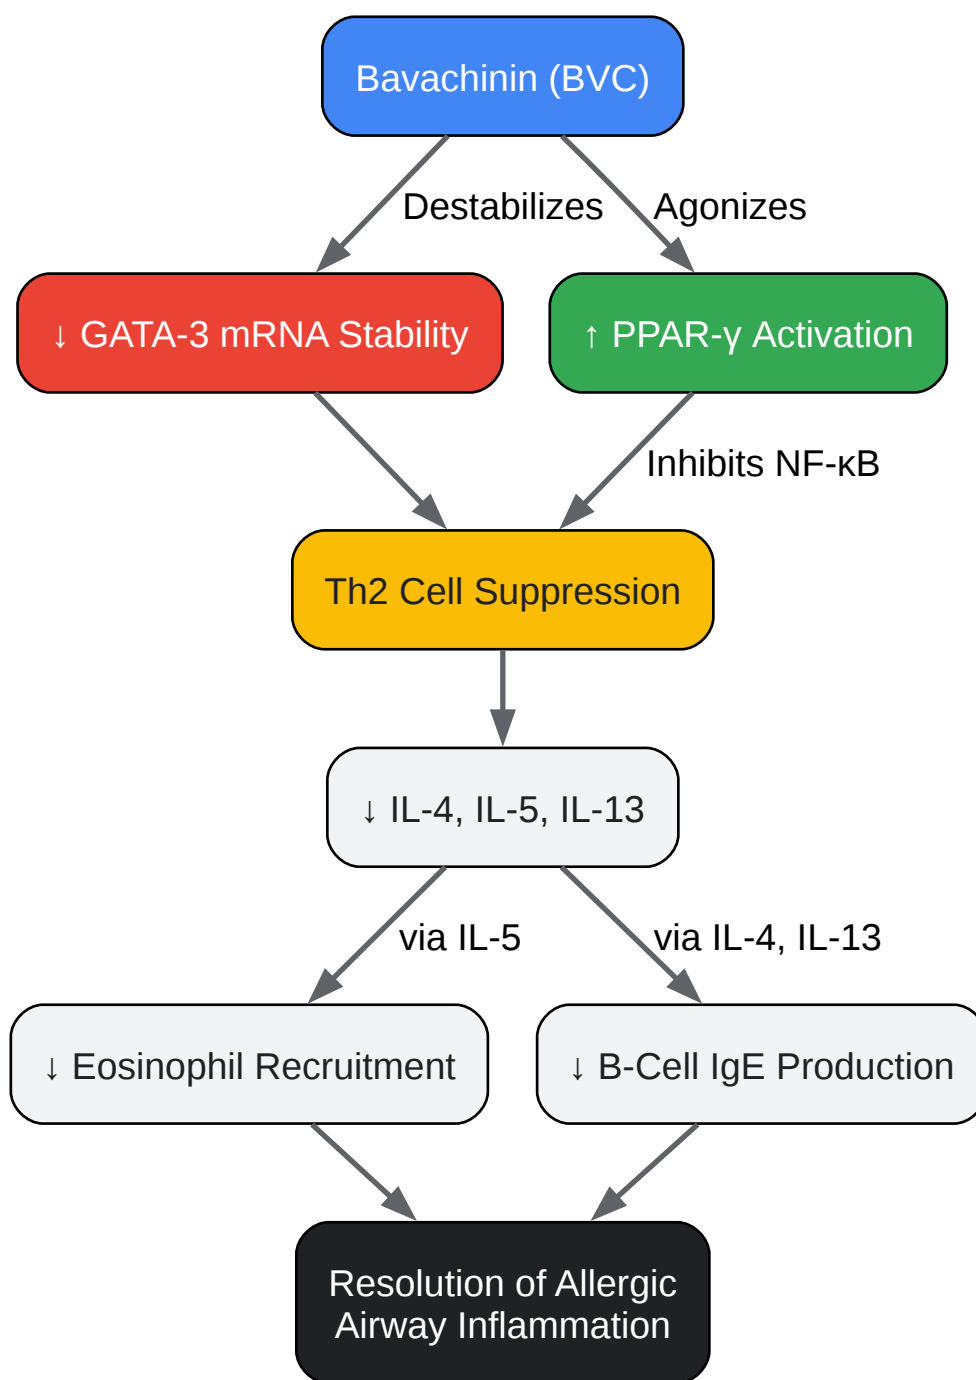 Bavachinin (BVC)
Destabilizes
Agonizes
↓ GATA-3 mRNA Stability
↑ PPAR-γ Activation
Inhibits NF-κB
Th2 Cell Suppression
↓ IL-4, IL-5, IL-13
via IL-5
via IL-4, IL-13
↓ Eosinophil Recruitment
↓ B-Cell IgE Production
Resolution of Allergic
Airway Inflammation